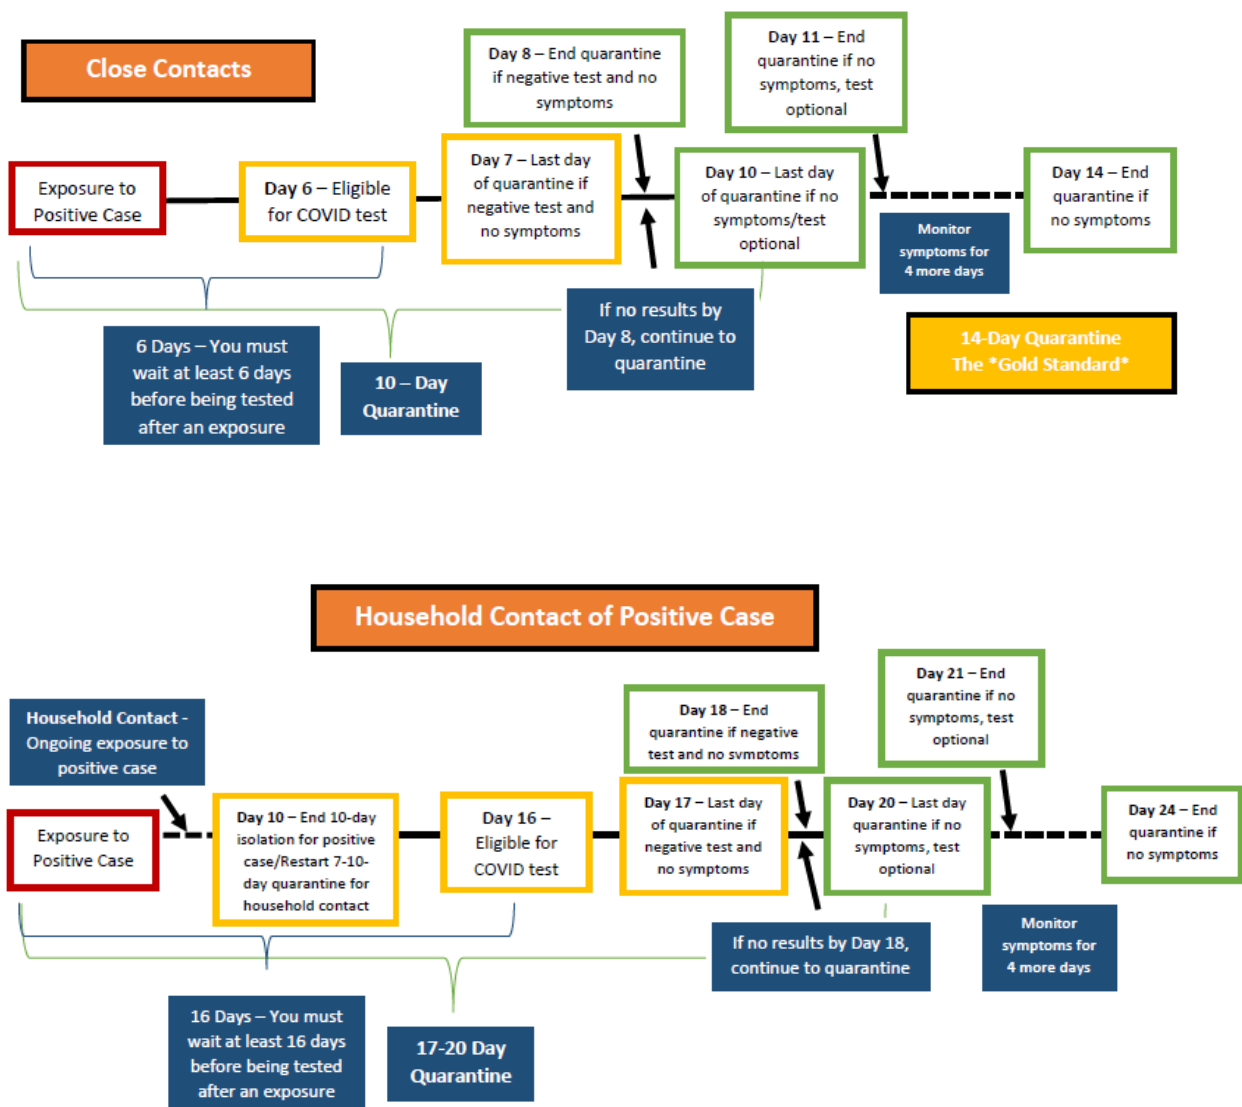 Close Contacts
Day 8 – End quarantine
if negative test and no
symptoms
Day 11 – End
quarantine if no
symptoms, test
optional
Exposure to
Positive Case
Day 6 – Eligible
for COVID test
Day 7 – Last day
of quarantine if
negative test and
no symptoms
Day 10 – Last day
of quarantine if no
symptoms/test
optional
Day 14 – End
quarantine if
no symptoms
Monitor
symptoms for
4 more days
6 Days – You must
wait at least 6 days
before being tested
after an exposure
10 – Day
Quarantine
If no results by
Day 8, continue to
quarantine
14-Day Quarantine
The *Gold Standard*
Household Contact of Positive Case
Household Contact -
Ongoing exposure to
positive case
Day 18 – End
quarantine if negative
test and no symptoms
Day 21 – End
quarantine if no
symptoms, test
optional
Exposure to
Positive Case
Day 10 – End 10-day
isolation for positive
case/Restart 7-10-
day quarantine for
household contact
Day 16 –
Eligible for
COVID test
Day 17 – Last day
of quarantine if
negative test and
no symptoms
Day 20 – Last day
quarantine if no
symptoms, test
optional
Day 24 – End
quarantine if
no symptoms
If no results by Day 18,
continue to quarantine
Monitor
symptoms for
4 more days
16 Days – You must
wait at least 16 days
before being tested
after an exposure
17-20 Day
Quarantine